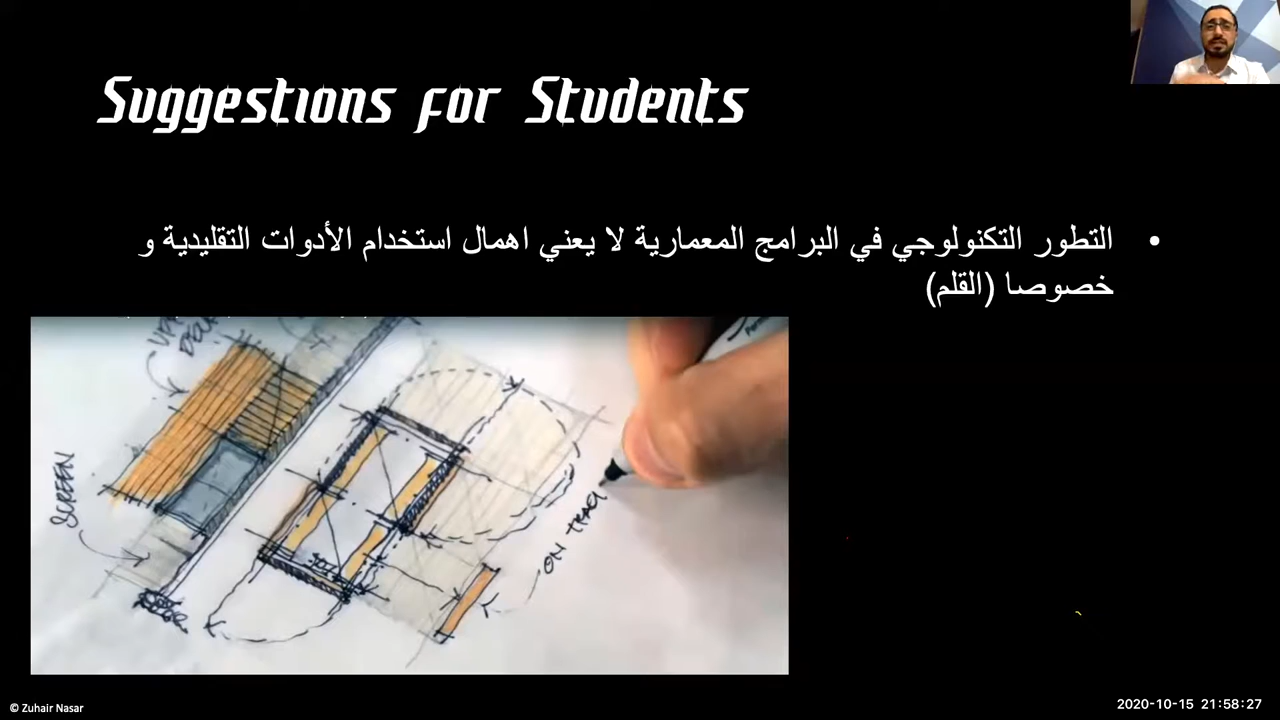 Suggestions for Students
• التطور التكنولوجي في البرامج المعمارية لا يعني اهمال استخدام الأدوات التقليدية و
خصوصا (القلم)
SCREEN
ON TRAC
© Zuhair Nasar
2020-10-15 21:58:27